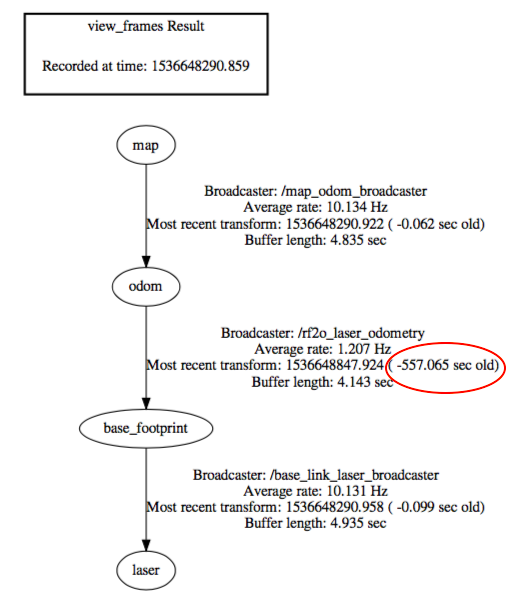 view_frames Result
Recorded at time: 1536648290.859
map
Broadcaster: /map_odom_broadcaster
Average rate: 10.134 Hz
Most recent transform: 1536648290.922 ( -0.062 sec old)
Buffer length: 4.835 sec
odom
Broadcaster: /rf2o_laser_odometry
Average rate: 1.207 Hz
Most recent transform: 1536648847.924 ( -557.065 sec old)
Buffer length: 4.143 sec
base_footprint
Broadcaster: /base_link_laser_broadcaster
Average rate: 10.131 Hz
Most recent transform: 1536648290.958 ( -0.099 sec old)
Buffer length: 4.935 sec
laser